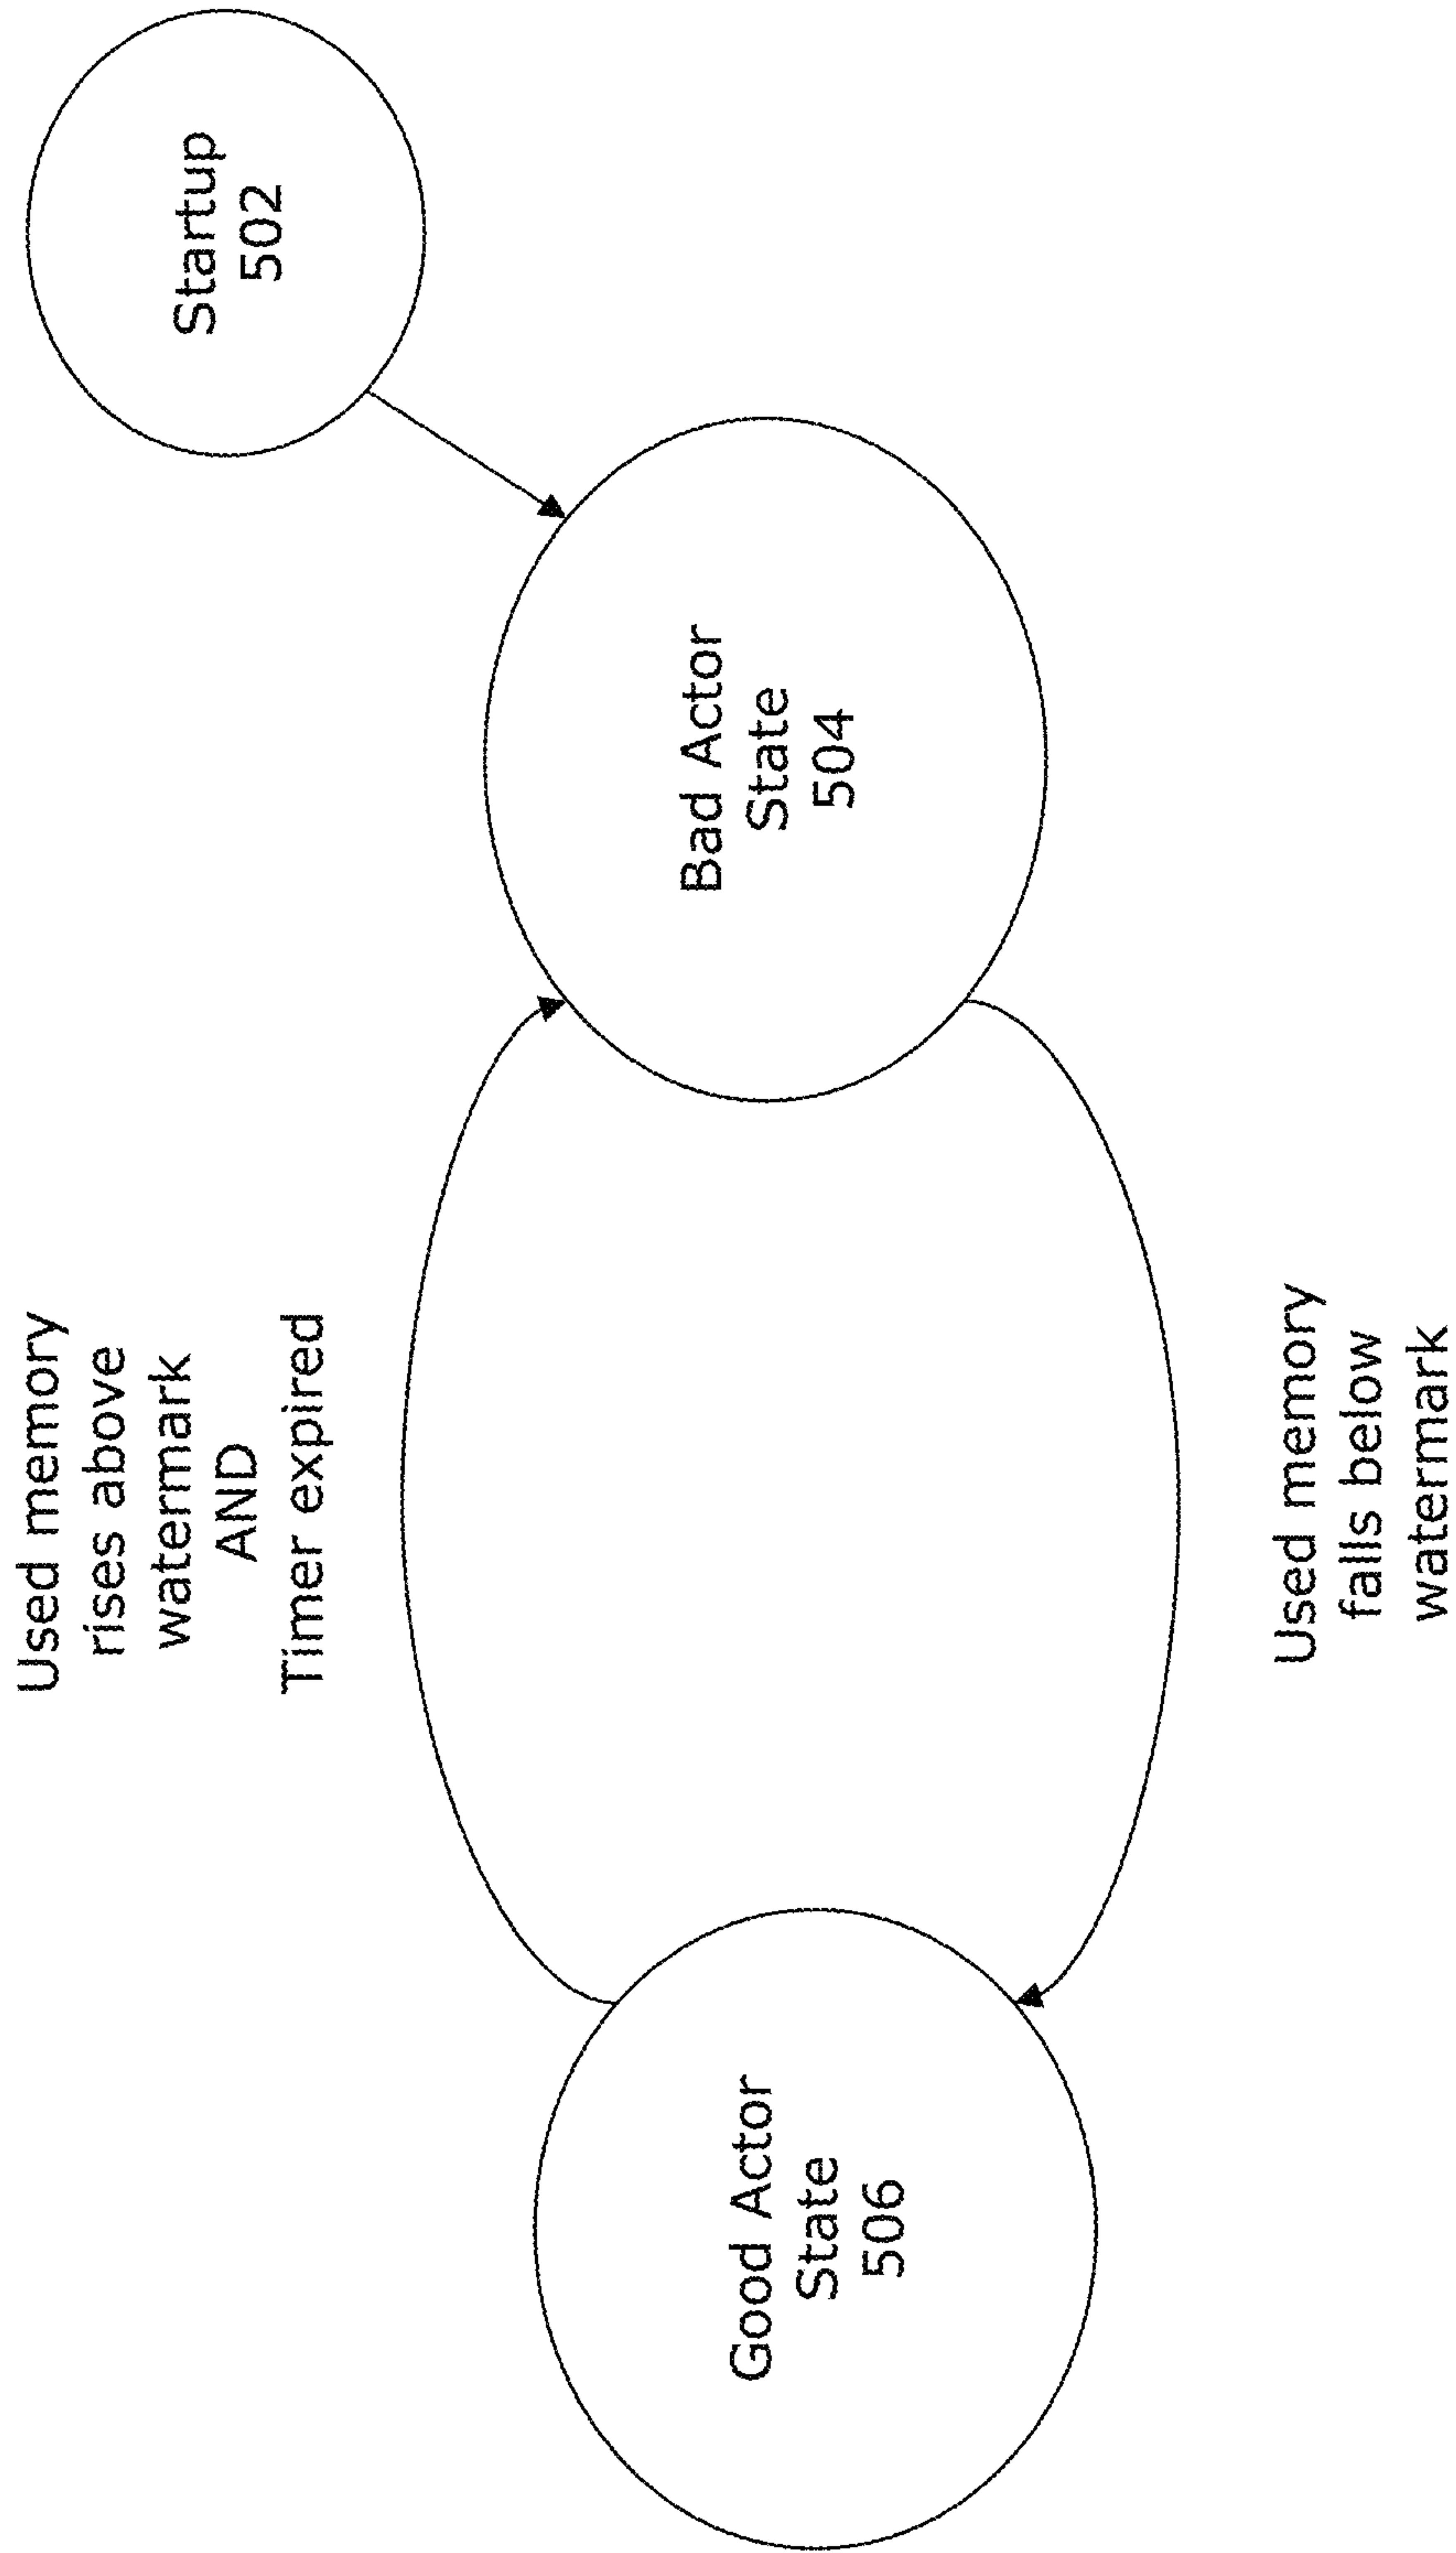 Used memory
rises above
watermark
AND
Timer expired
Startup
502
Good Actor
State
506
Bad Actor
State
504
Used memory
falls below
watermark